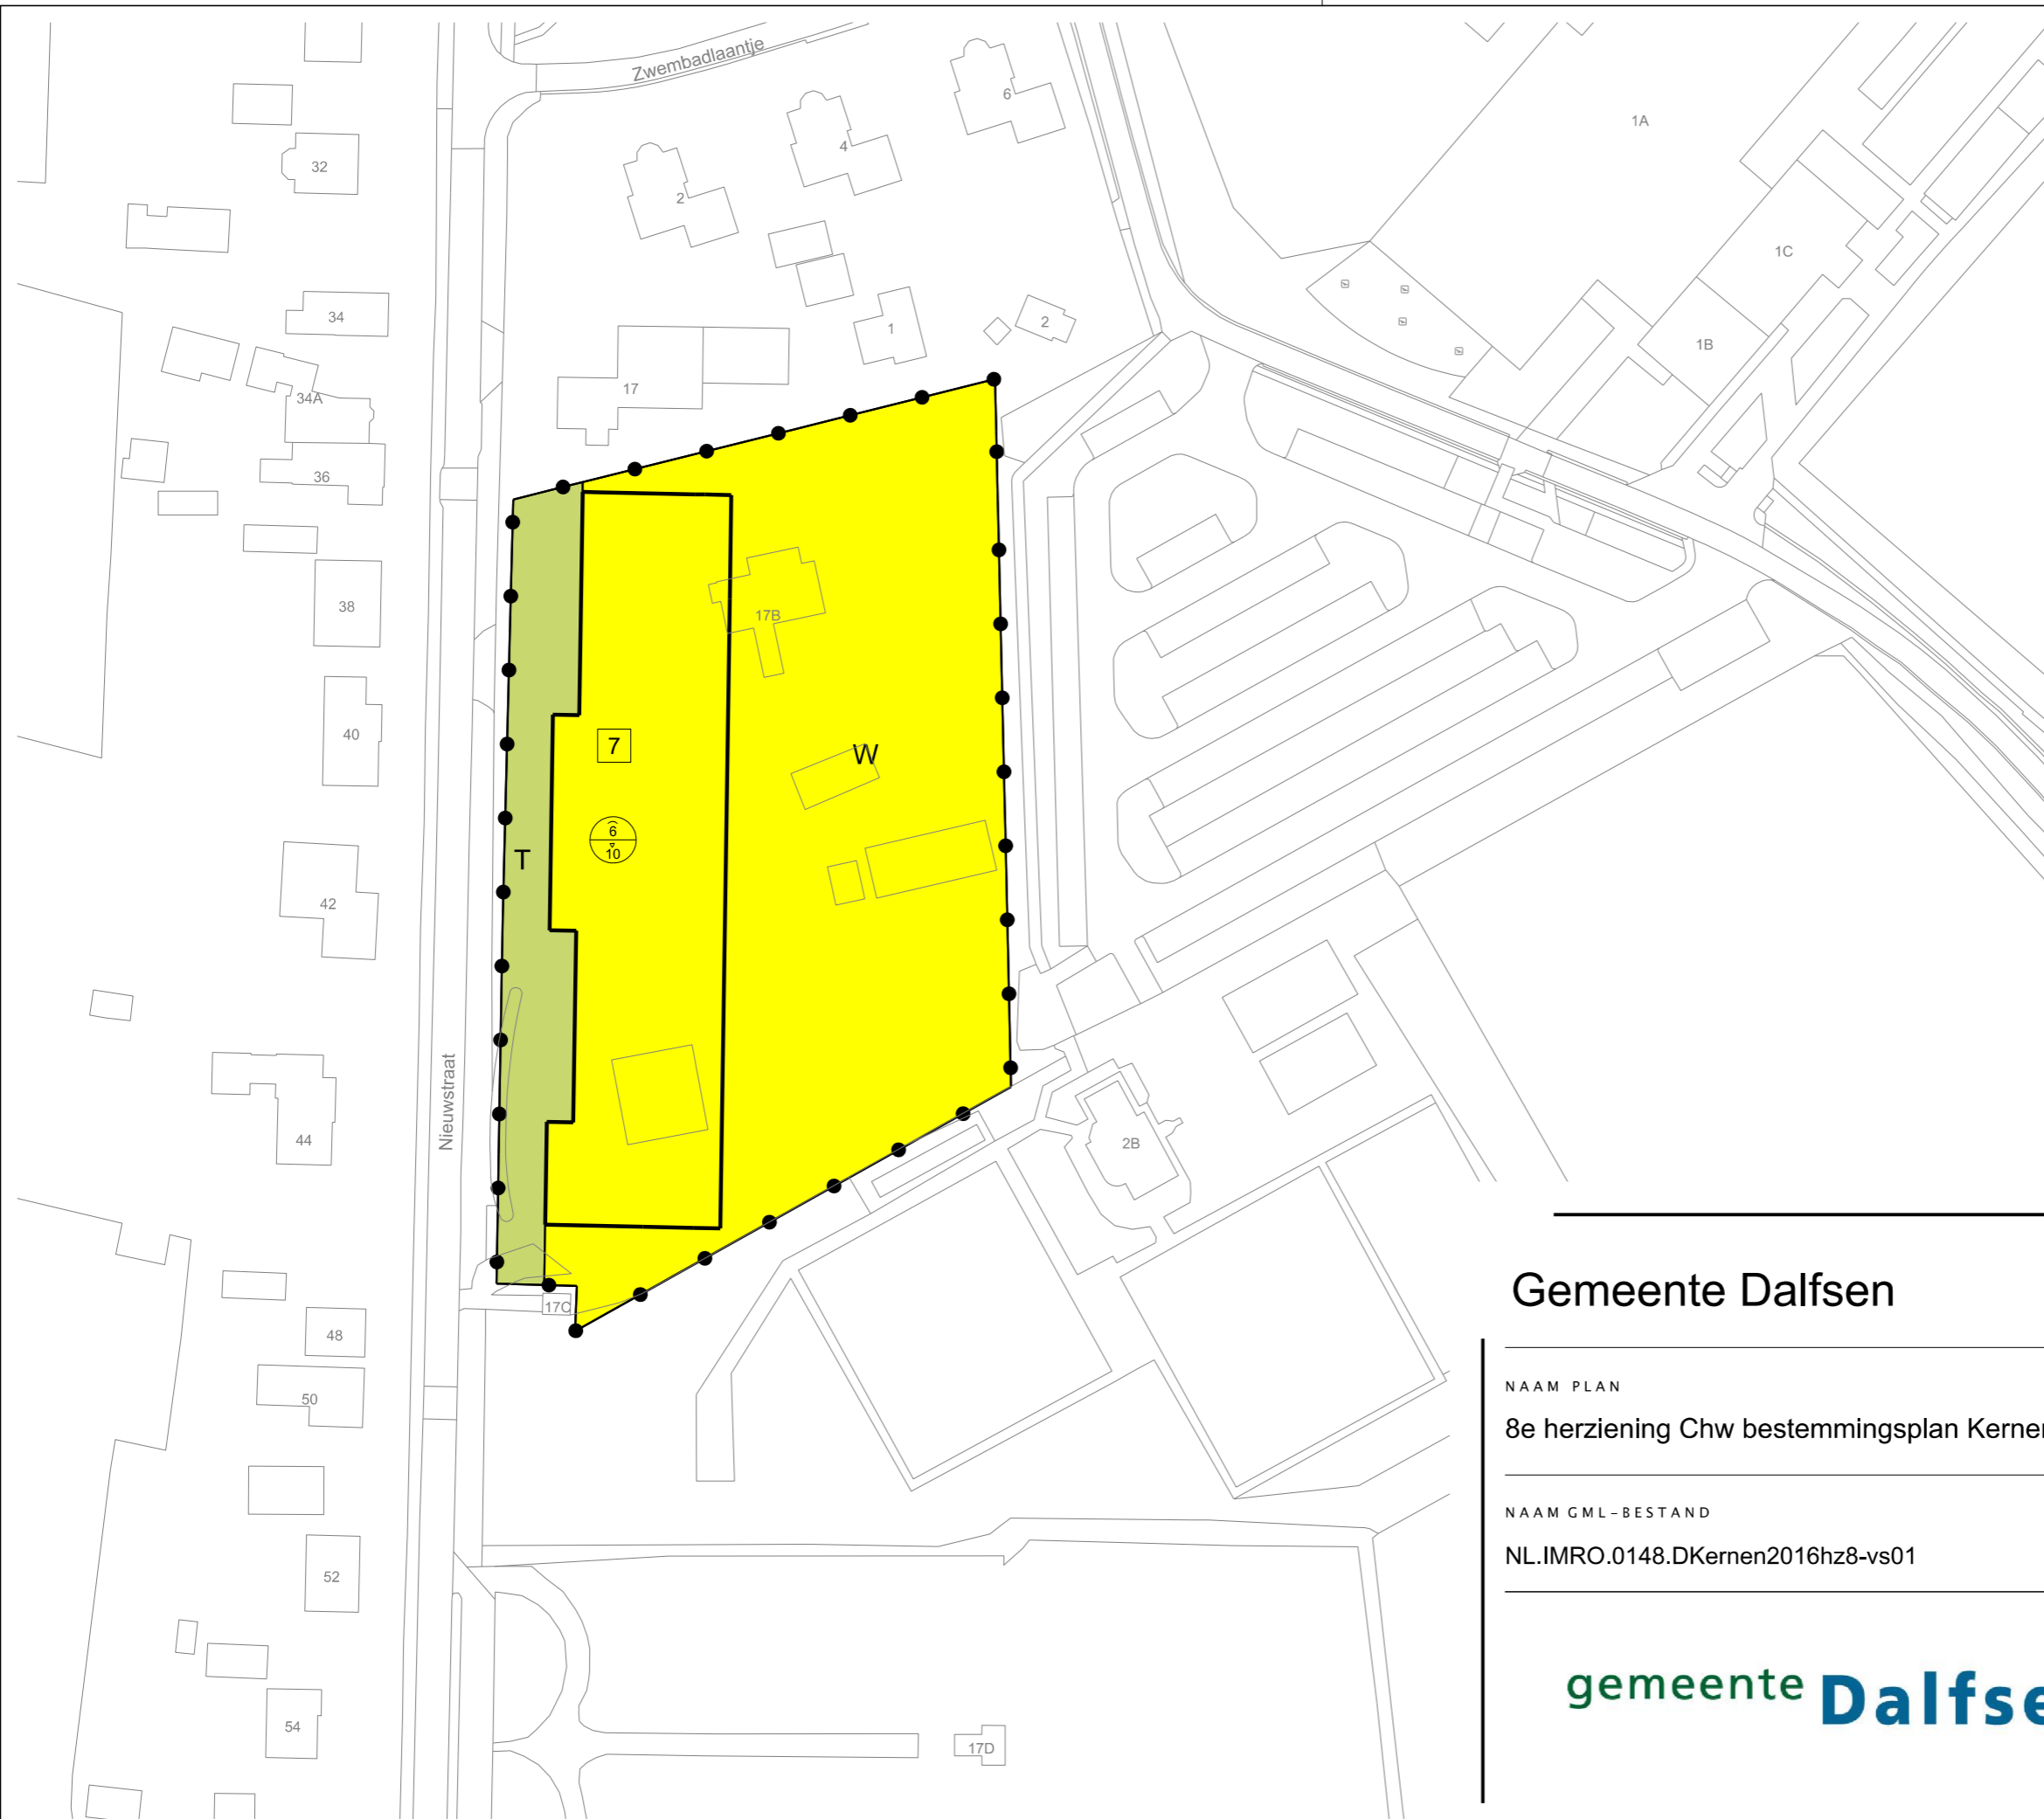 Zwembadlaantje
6
4
2
1A
32
1C
34
1
2
1B
17
34A
36
17B
38
40
7
W
6
10
T
42
Nieuwstraat
44
2B
17C
48
50
52
54
17D
Gemeente Dalfsen
NAAM PLAN
8e herziening Chw bestemmingsplan Kernen
NAAM GML-BESTAND
NL.IMRO.0148.DKernen2016hz8-vs01
gemeente Dalfse